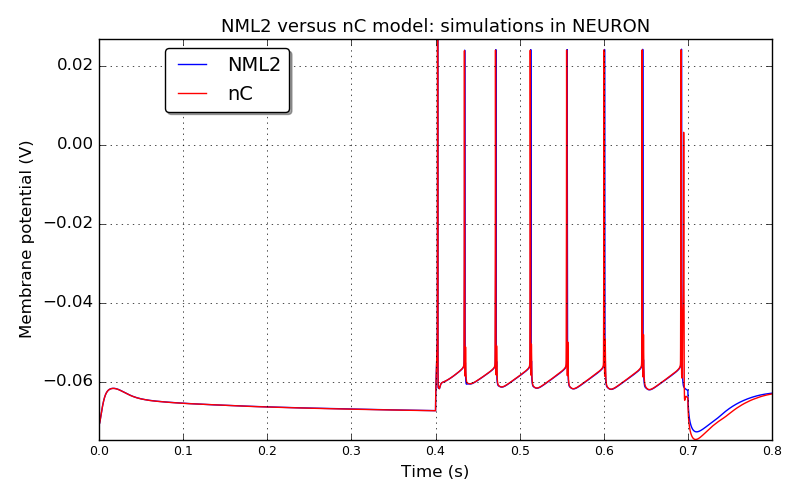 NML2 versus nC model: simulations in NEURON
NML2
nC
0.02
0.00
−0.02
−0.04
−0.06
Membrane potential (V)
0.0 0.1 0.2 0.3 0.4 0.5 0.6 0.7 0.8
Time (s)